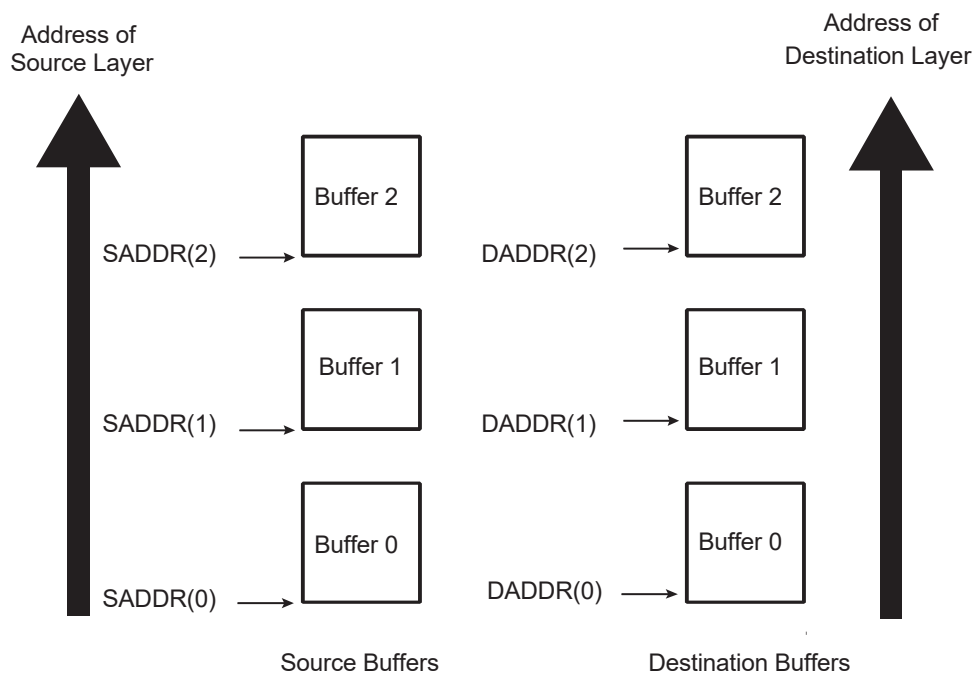 Address of
Source Layer
Address of
Destination Layer
Buffer 2
Buffer 2
SADDR(2)
DADDR(2)
Buffer 1
Buffer 1
SADDR(1)
DADDR(1)
Buffer 0
Buffer 0
SADDR(0)
DADDR(0)
Source Buffers
Destination Buffers